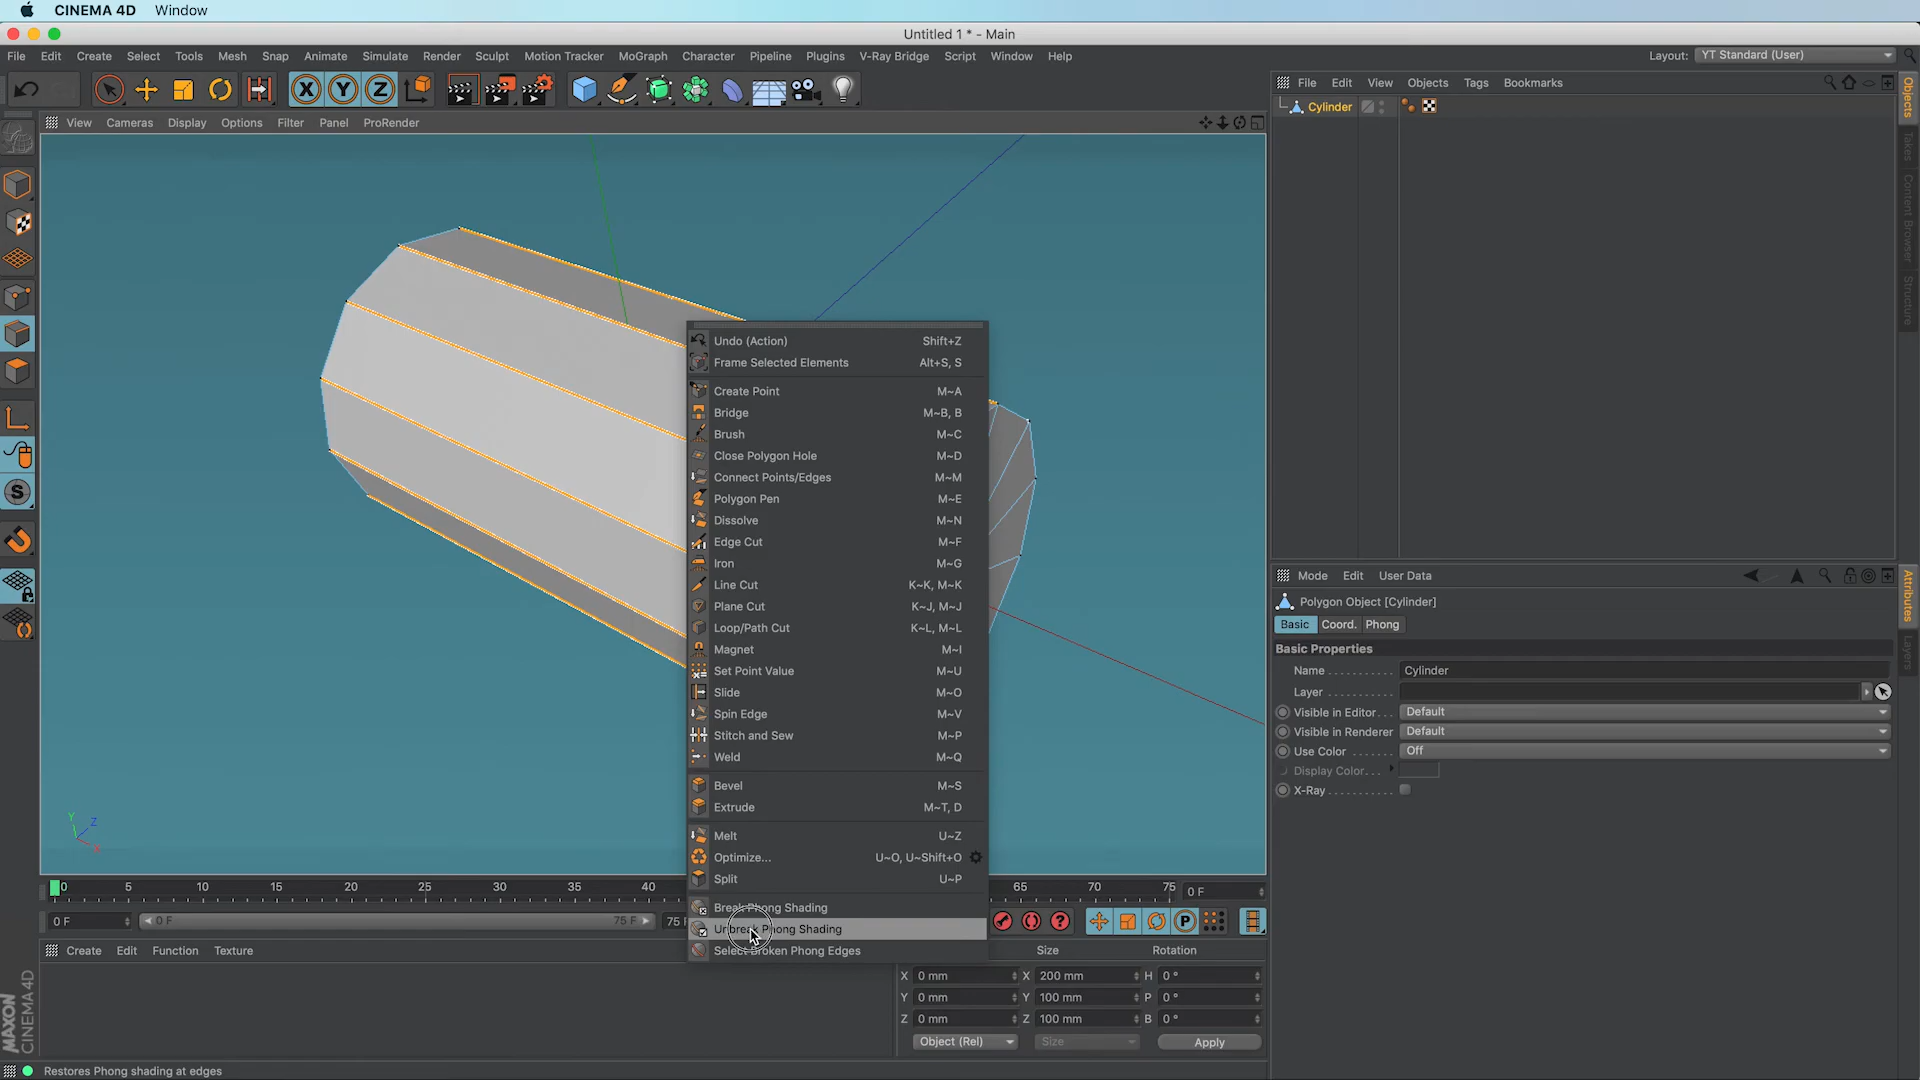 CINEMA 4D Window
Untitled 1 * - Main
File Edit Create Select Tools Mesh Snap Animate Simulate Render Sculpt Motion Tracker MoGraph Character Pipeline Plugins V-Ray Bridge Script Window Help Layout: YT Standard (User)
X Y Z
File Edit View Objects Tags Bookmarks
Objects
Takes
Content Browser
Structure
Cylinder
View Cameras Display Options Filter Panel ProRender
Undo (Action) Shift+Z
Frame Selected Elements Alt+S, S
Create Point M~A
Bridge M~B, B
Brush M~C
Close Polygon Hole M~D
Connect Points/Edges M~M
Polygon Pen M~E
Dissolve M~N
Edge Cut M~F
Iron M~G
Line Cut K~K, M~K
Plane Cut K~J, M~J
Loop/Path Cut K~L, M~L
Magnet M~I
Set Point Value M~U
Slide M~O
Spin Edge M~V
Stitch and Sew M~P
Weld M~Q
Bevel M~S
Extrude M~T, D
Melt U~Z
Optimize... U~O, U~Shift+O
Split U~P
Break Phong Shading
Unbreak Phong Shading
Select Broken Phong Edges
Mode Edit User Data
Attributes
Layers
Polygon Object [Cylinder]
Basic Coord. Phong
Basic Properties
Name Cylinder
Layer
Visible in Editor Default
Visible in Renderer Default
Use Color Off
Display Color
X-Ray
Y Z X
0 5 10 15 20 25 30 35 40 65 70 75 0 F
0 F 0 F 75 F 75
P
Create Edit Function Texture
Size Rotation
X 0 mm X 200 mm H 0 °
Y 0 mm Y 100 mm P 0 °
Z 0 mm Z 100 mm B 0 °
Object (Rel) Size Apply
MAXON
CINEMA 4D
Restores Phong shading at edges